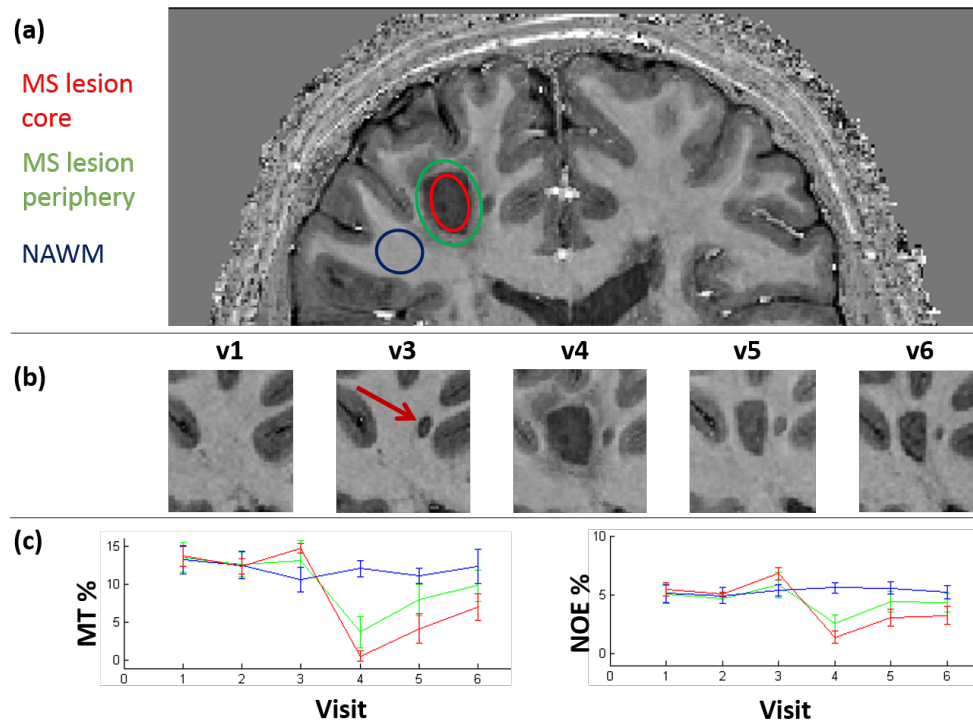 (a)
MS lesion
core
MS lesion
periphery
NAWM
v1 v3 v4 v5 v6
(b)
(c)
MT %
15
10
5
0
0 1 2 3 4 5 6
Visit
NOE %
10
5
0
0 1 2 3 4 5 6
Visit